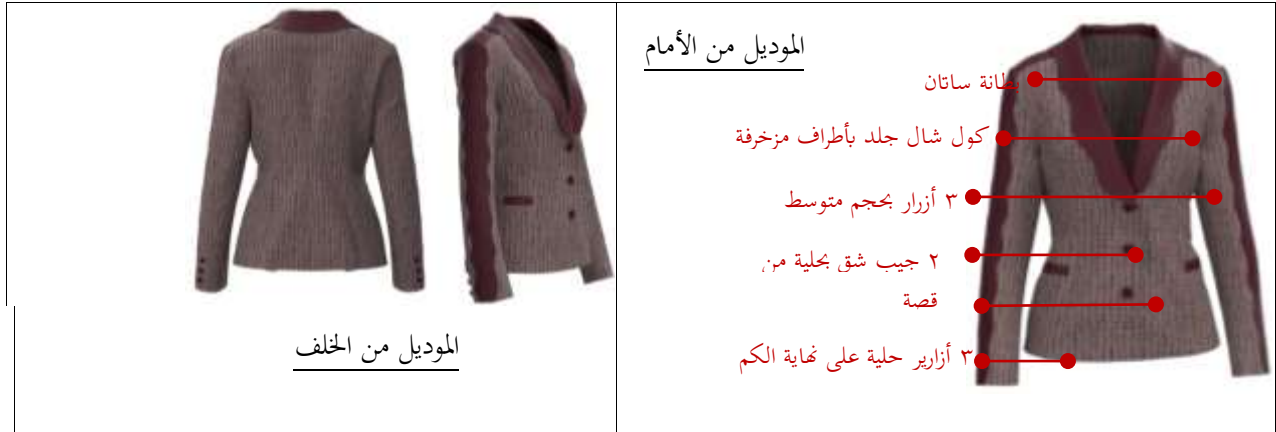 الموديل من الأمام
بطانة ساتان
كول شال جلد بأطراف مزخرفة
٣ أزرار بحجم متوسط
٢ جيب شق بحلية من
قصة
٣ أزارير حلية على نهاية الكم
الموديل من الخلف